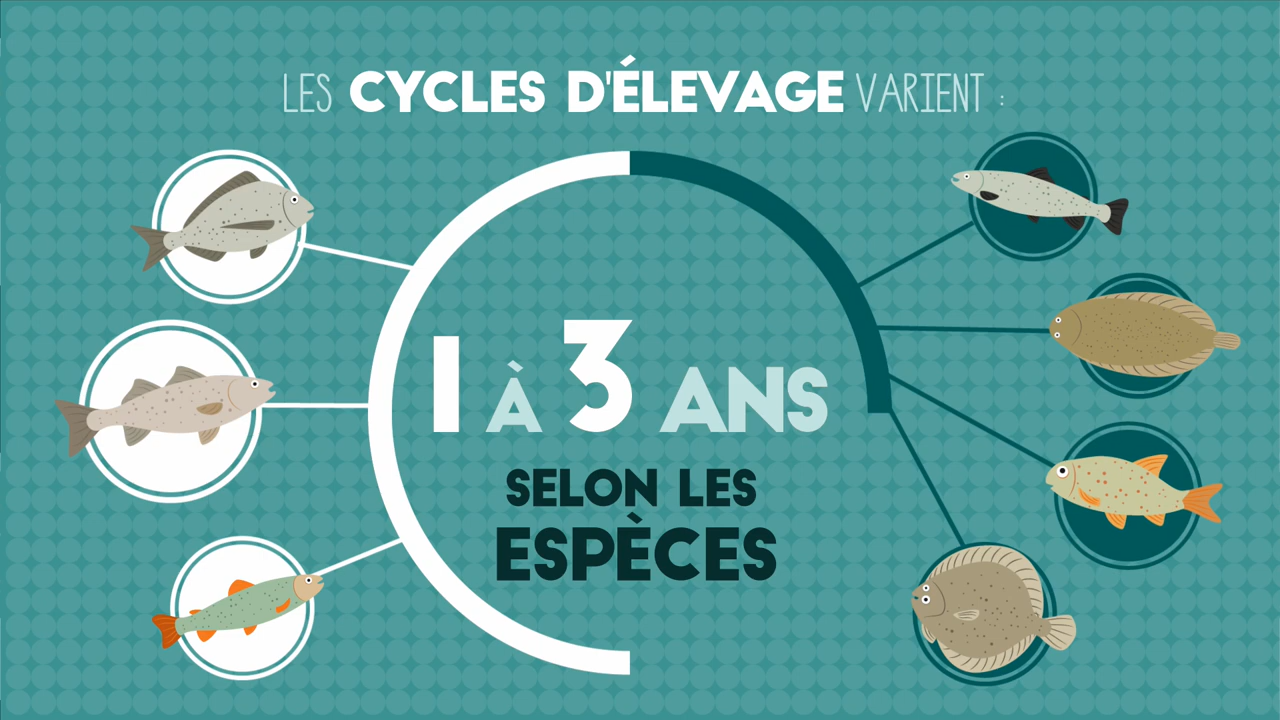 LES CYCLES D'ÉLEVAGE VARIENT :
1 À 3 ANS
SELON LES
ESPÈCES